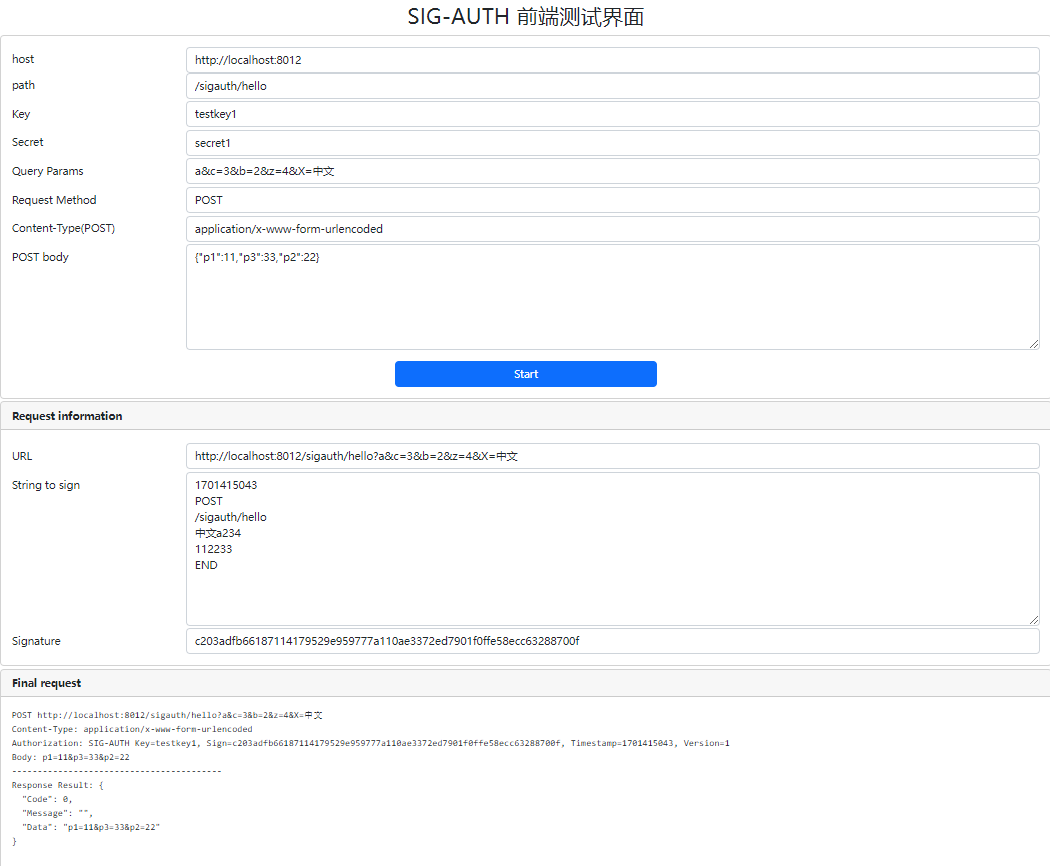 SIG-AUTH 前端测试界面
host
http://localhost:8012
path
/sigauth/hello
Key
testkey1
Secret
secret1
Query Params
a&c=3&b=2&z=4&X=中文
Request Method
POST
Content-Type(POST)
application/x-www-form-urlencoded
POST body
{"p1":11,"p3":33,"p2":22}
Start
Request information
URL
http://localhost:8012/sigauth/hello?a&c=3&b=2&z=4&X=中文
String to sign
1701415043
POST
/sigauth/hello
中文a234
112233
END
Signature
c203adfb66187114179529e959777a110ae3372ed7901f0ffe58ecc63288700f
Final request
POST http://localhost:8012/sigauth/hello?a&c=3&b=2&z=4&X=中文
Content-Type: application/x-www-form-urlencoded
Authorization: SIG-AUTH Key=testkey1, Sign=c203adfb66187114179529e959777a110ae3372ed7901f0ffe58ecc63288700f, Timestamp=1701415043, Version=1
Body: p1=11&p3=33&p2=22
------------------------------------------
Response Result: {
  "Code": 0,
  "Message": "",
  "Data": "p1=11&p3=33&p2=22"
}